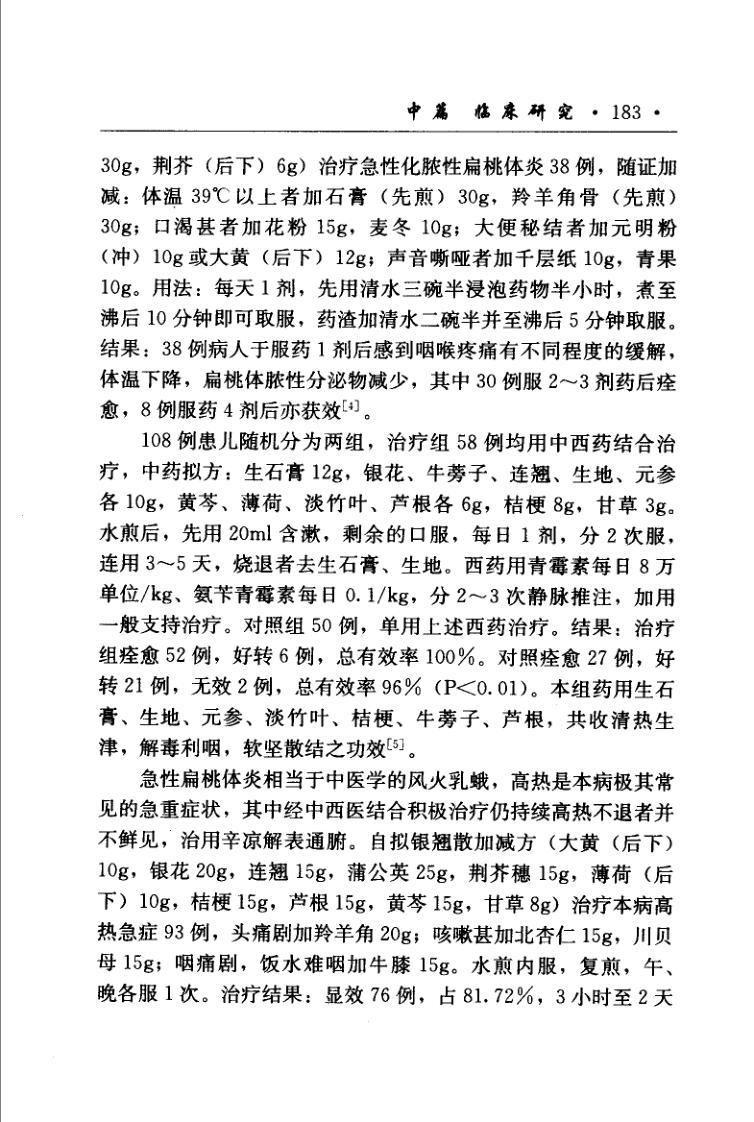 中篇 临床研究 · 183 ·
30g，荆芥（后下）6g）治疗急性化脓性扁桃体炎 38 例，随证加
减：体温 39℃以上者加石膏（先煎）30g，羚羊角骨（先煎）
30g；口渴甚者加花粉 15g，麦冬 10g；大便秘结者加元明粉
（冲）10g 或大黄（后下）12g；声音嘶哑者加千层纸 10g，青果
10g。用法：每天 1 剂，先用清水三碗半浸泡药物半小时，煮至
沸后 10 分钟即可取服，药渣加清水二碗半并至沸后 5 分钟取服。
结果：38 例病人于服药 1 剂后感到咽喉疼痛有不同程度的缓解，
体温下降，扁桃体脓性分泌物减少，其中 30 例服 2～3 剂药后痊
愈，8 例服药 4 剂后亦获效[4]。
108 例患儿随机分为两组，治疗组 58 例均用中西药结合治
疗，中药拟方：生石膏 12g，银花、牛蒡子、连翘、生地、元参
各 10g，黄芩、薄荷、淡竹叶、芦根各 6g，桔梗 8g，甘草 3g。
水煎后，先用 20ml 含漱，剩余的口服，每日 1 剂，分 2 次服，
连用 3～5 天，烧退者去生石膏、生地。西药用青霉素每日 8 万
单位/kg、氨苄青霉素每日 0.1/kg，分 2～3 次静脉推注，加用
一般支持治疗。对照组 50 例，单用上述西药治疗。结果：治疗
组痊愈 52 例，好转 6 例，总有效率 100％。对照痊愈 27 例，好
转 21 例，无效 2 例，总有效率 96％（P＜0.01）。本组药用生石
膏、生地、元参、淡竹叶、桔梗、牛蒡子、芦根，共收清热生
津，解毒利咽，软坚散结之功效[5]。
急性扁桃体炎相当于中医学的风火乳蛾，高热是本病极其常
见的急重症状，其中经中西医结合积极治疗仍持续高热不退者并
不鲜见，治用辛凉解表通腑。自拟银翘散加减方（大黄（后下）
10g，银花 20g，连翘 15g，蒲公英 25g，荆芥穗 15g，薄荷（后
下）10g，桔梗 15g，芦根 15g，黄芩 15g，甘草 8g）治疗本病高
热急症 93 例，头痛剧加羚羊角 20g；咳嗽甚加北杏仁 15g，川贝
母 15g；咽痛剧，饭水难咽加牛膝 15g。水煎内服，复煎，午、
晚各服 1 次。治疗结果：显效 76 例，占 81.72％，3 小时至 2 天